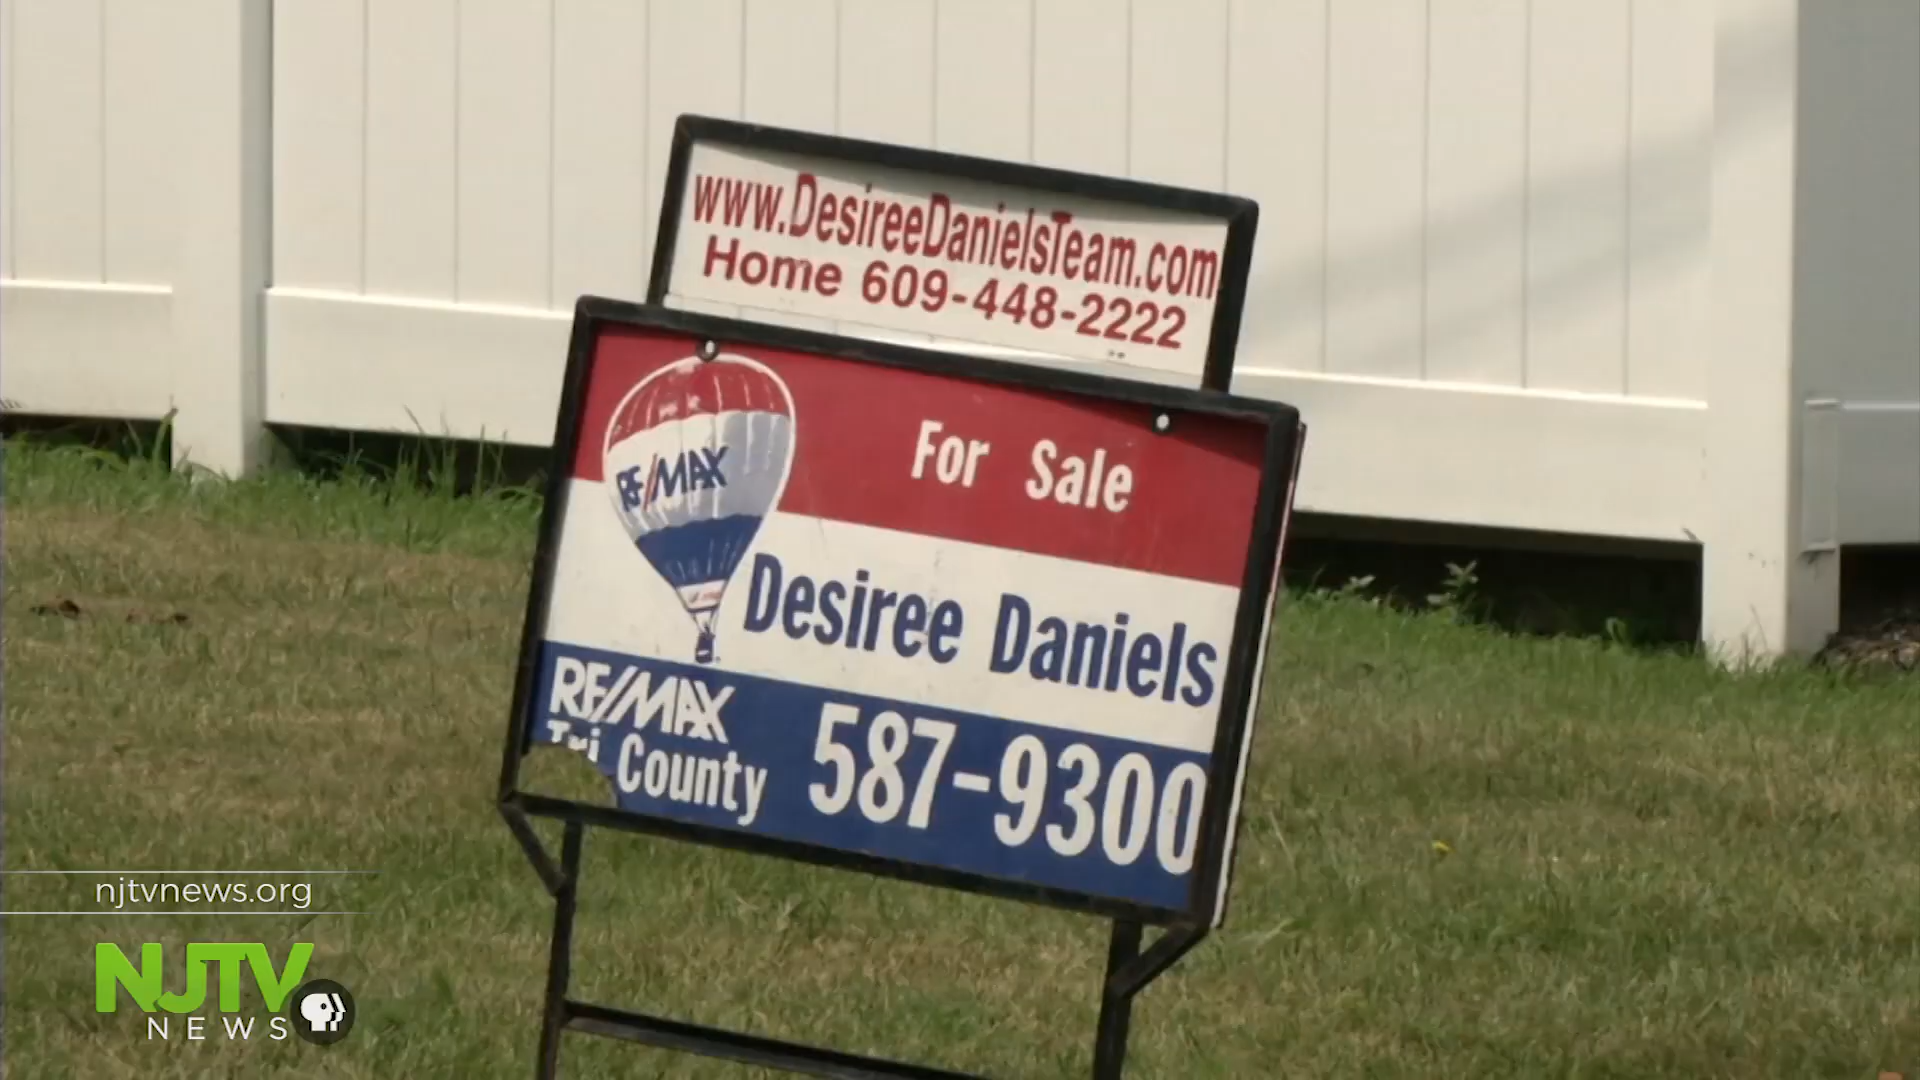 www.DesireeDanielsTeam.com
Home 609-448-2222
RE/MAX
For Sale
Desiree Daniels
RE/MAX
Tri County
587-9300
njtvnews.org
NJTV
NEWS